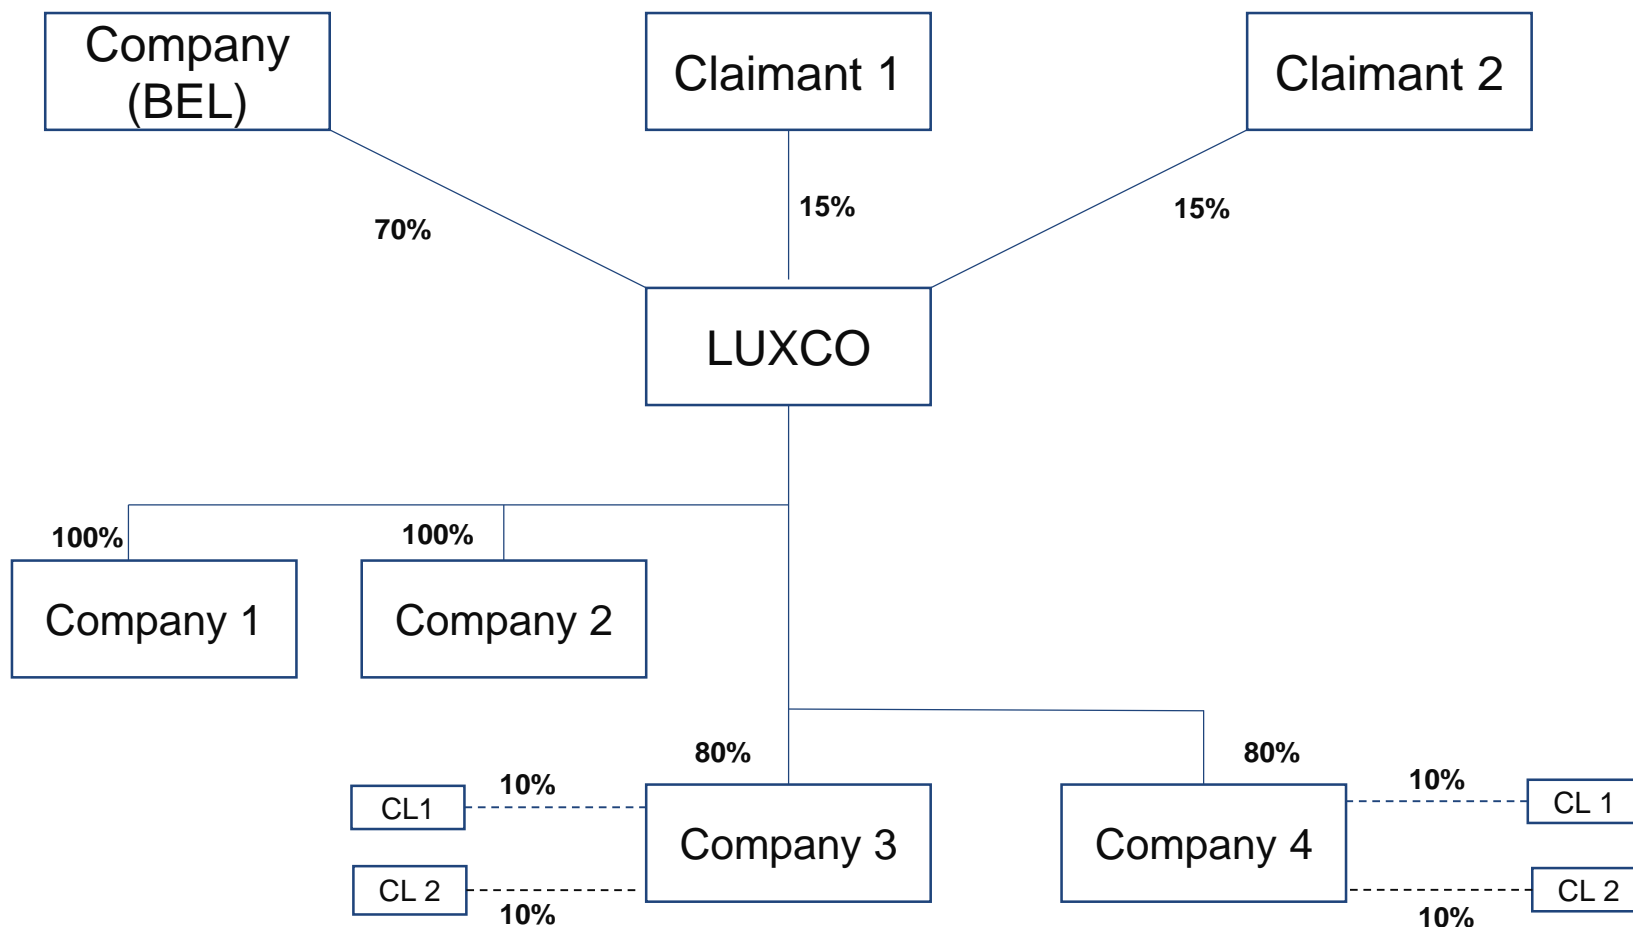 Company
(BEL)
Claimant 1
Claimant 2
70%
15%
15%
LUXCO
100%
100%
Company 1
Company 2
80%
80%
CL1
10%
Company 3
CL 2
10%
Company 4
10%
CL 1
10%
CL 2